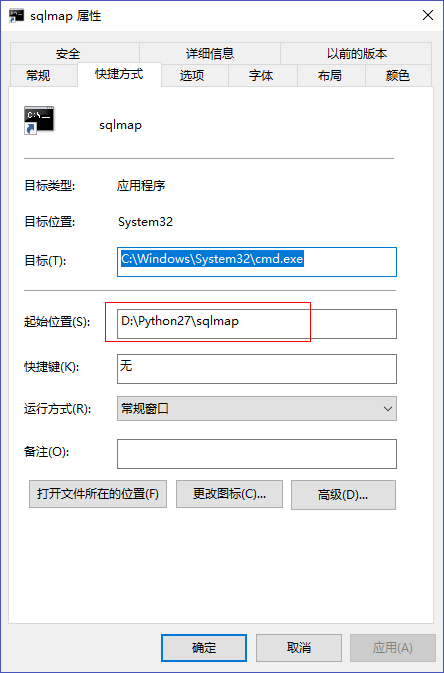 sqlmap 属性
安全 详细信息 以前的版本
常规 快捷方式 选项 字体 布局 颜色
C:\
sqlmap
目标类型: 应用程序
目标位置: System32
目标(T): C:\Windows\System32\cmd.exe
起始位置(S): D:\Python27\sqlmap
快捷键(K): 无
运行方式(R): 常规窗口
备注(O):
打开文件所在的位置(F) 更改图标(C)... 高级(D)...
确定 取消 应用(A)